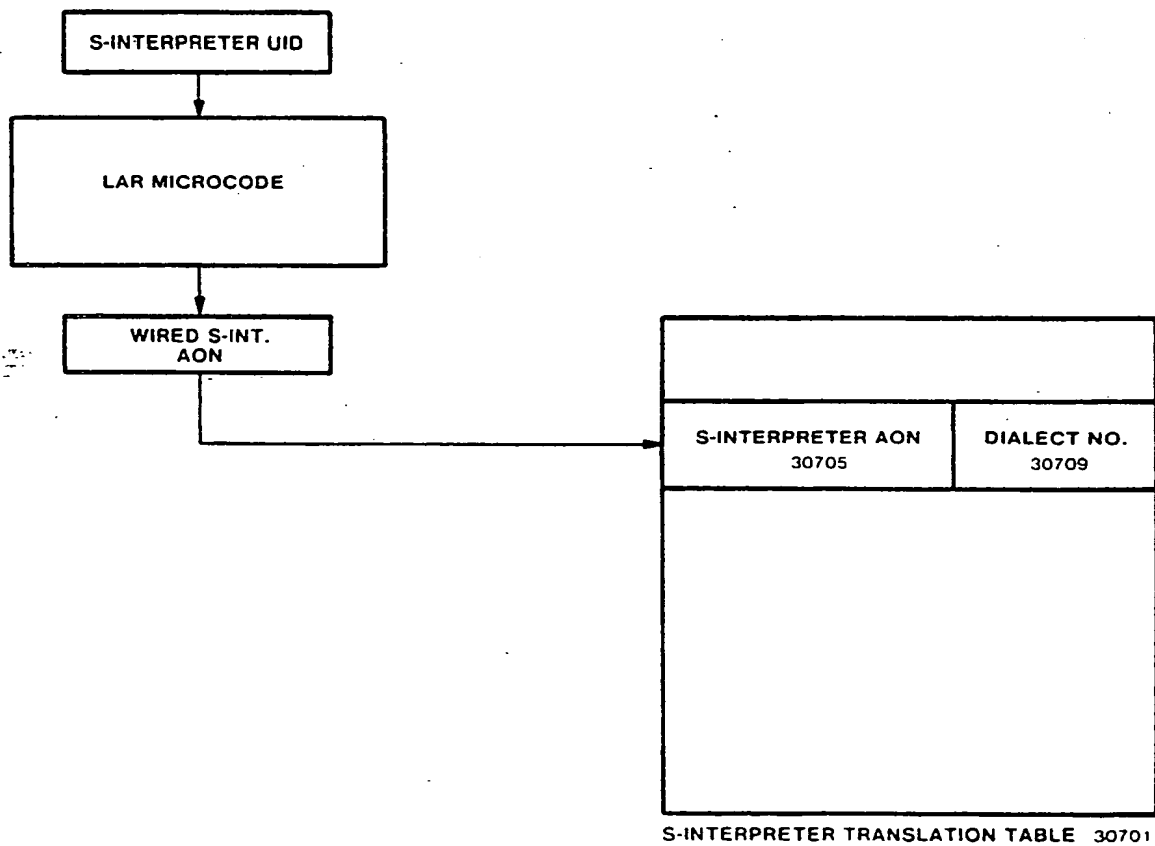 S-INTERPRETER UID
LAR MICROCODE
WIRED S-INT.
AON
S-INTERPRETER AON
30705
DIALECT NO.
30709
S-INTERPRETER TRANSLATION TABLE 30701